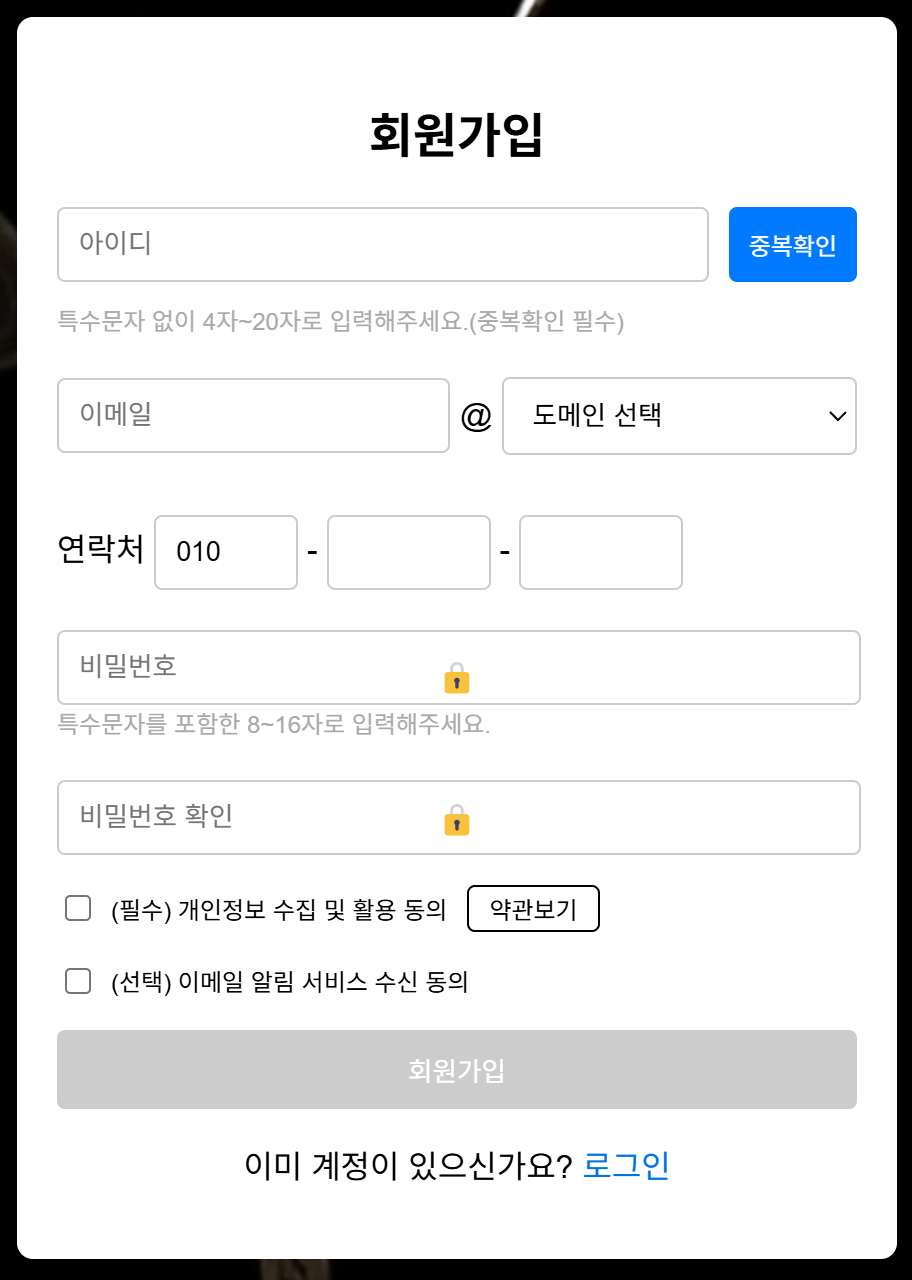 회원가입
아이디 중복확인
특수문자 없이 4자~20자로 입력해주세요.(중복확인 필수)
이메일 @ 도메인 선택
연락처 010 - -
비밀번호
특수문자를 포함한 8~16자로 입력해주세요.
비밀번호 확인
(필수) 개인정보 수집 및 활용 동의 약관보기
(선택) 이메일 알림 서비스 수신 동의
회원가입
이미 계정이 있으신가요? 로그인